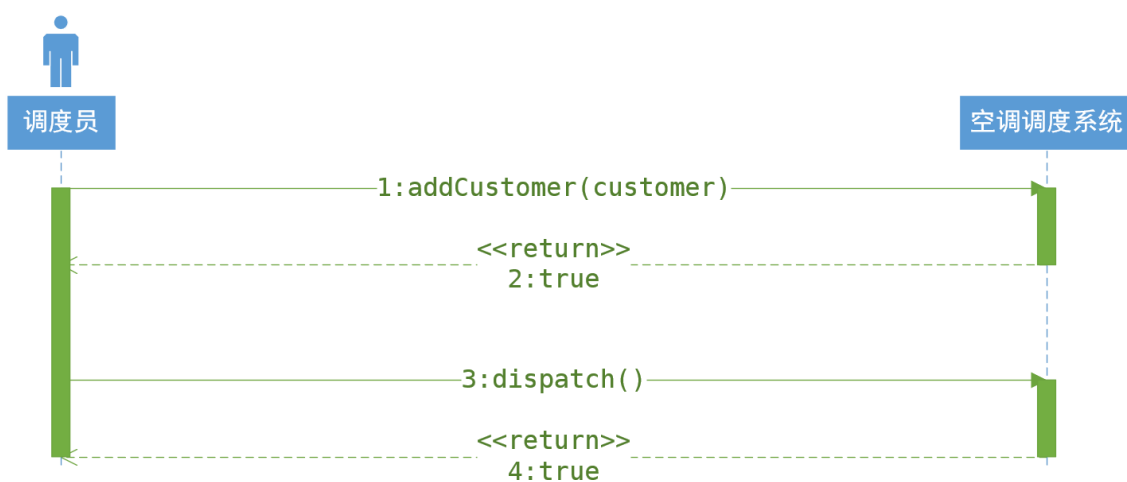 调度员
空调调度系统
1:addCustomer(customer)
<<return>>
2:true
3:dispatch()
<<return>>
4:true